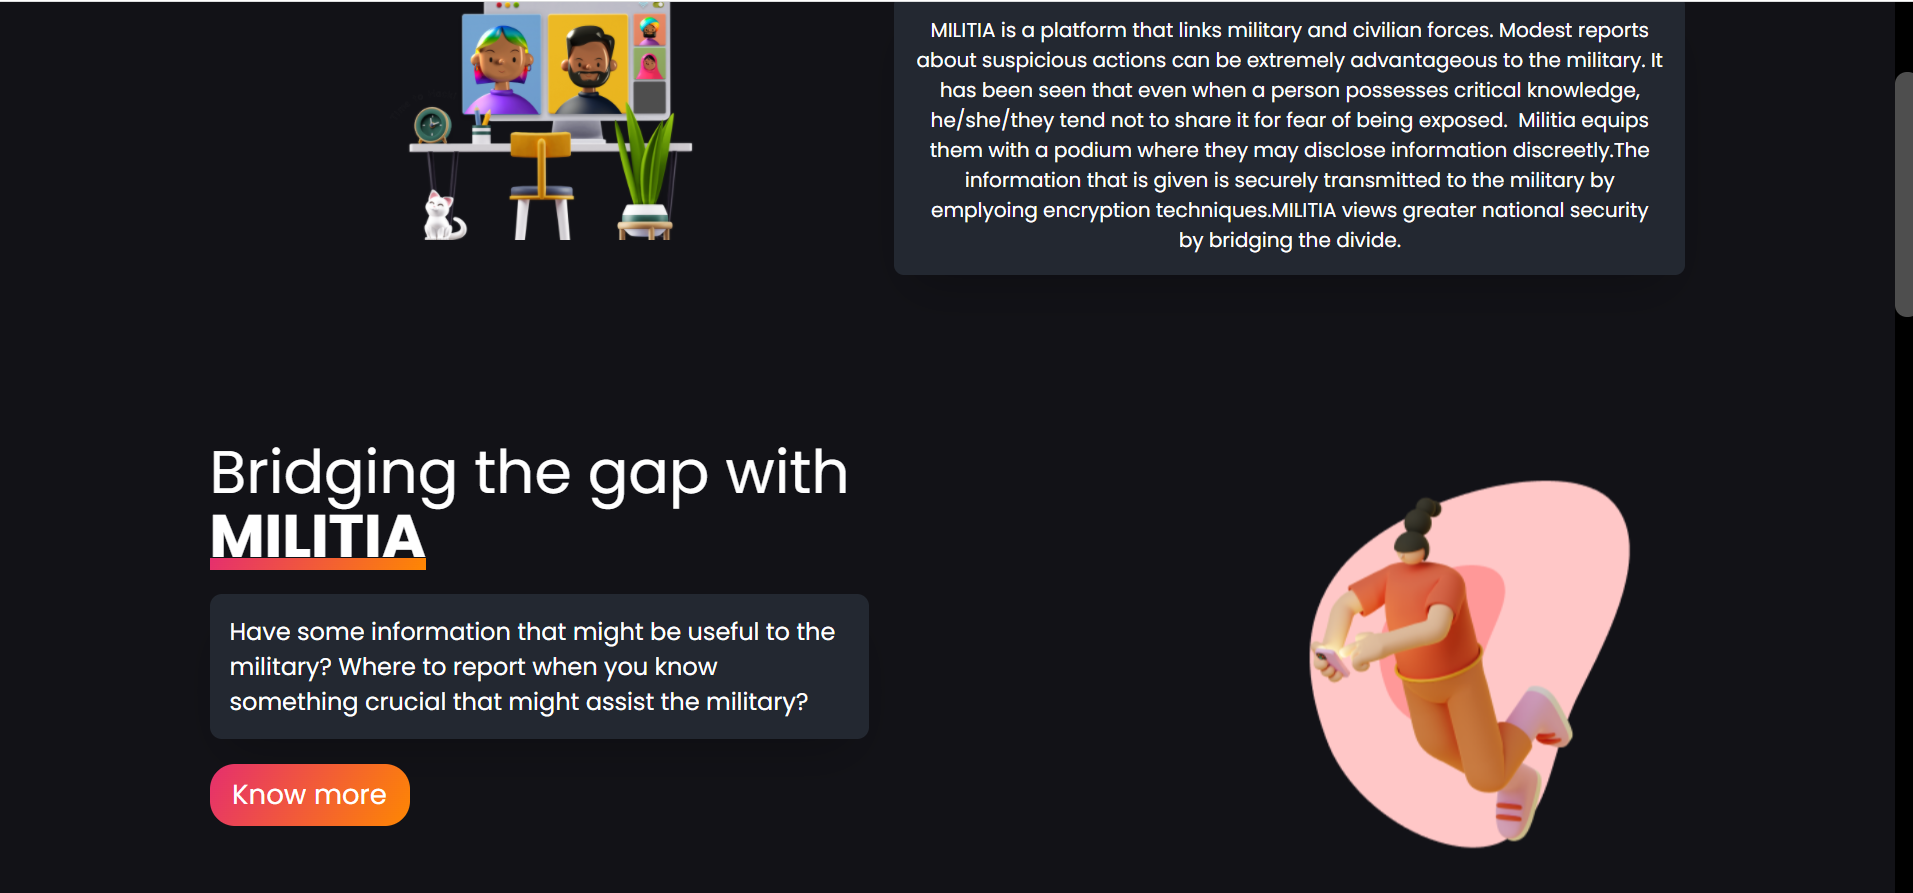 MILITIA is a platform that links military and civilian forces. Modest reports
about suspicious actions can be extremely advantageous to the military. It
has been seen that even when a person possesses critical knowledge,
he/she/they tend not to share it for fear of being exposed.  Militia equips
them with a podium where they may disclose information discreetly.The
information that is given is securely transmitted to the military by
emplyoing encryption techniques.MILITIA views greater national security
by bridging the divide.
Bridging the gap with
MILITIA
Have some information that might be useful to the
military? Where to report when you know
something crucial that might assist the military?
Know more